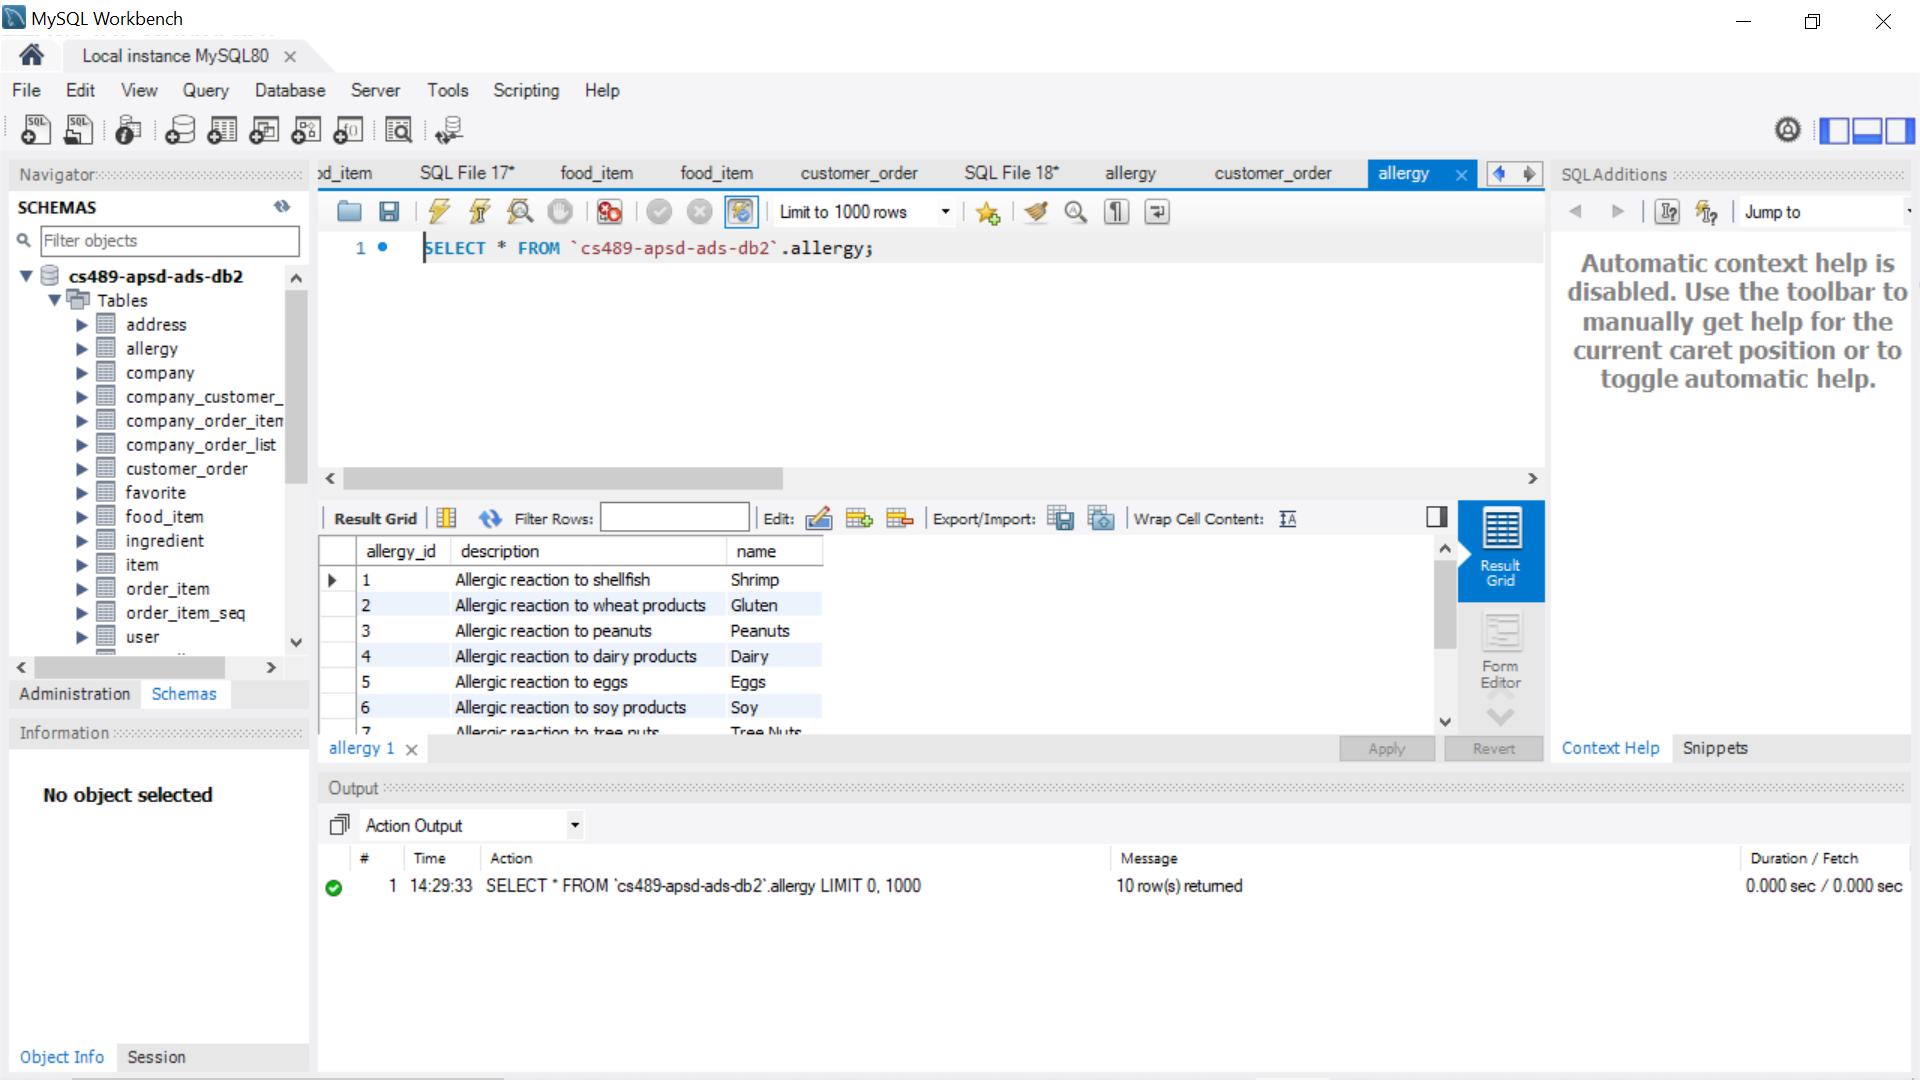 MySQL Workbench
Local instance MySQL80
File Edit View Query Database Server Tools Scripting Help
Navigator
SCHEMAS
Filter objects
cs489-apsd-ads-db2
Tables
address
allergy
company
company_customer_
company_order_item
company_order_list
customer_order
favorite
food_item
ingredient
item
order_item
order_item_seq
user
Administration Schemas
Information
No object selected
Object Info Session
od_item SQL File 17* food_item food_item customer_order SQL File 18* allergy customer_order allergy
Limit to 1000 rows
1 SELECT * FROM `cs489-apsd-ads-db2`.allergy;
Result Grid Filter Rows: Edit: Export/Import: Wrap Cell Content:
allergy_id description name
1 Allergic reaction to shellfish Shrimp
2 Allergic reaction to wheat products Gluten
3 Allergic reaction to peanuts Peanuts
4 Allergic reaction to dairy products Dairy
5 Allergic reaction to eggs Eggs
6 Allergic reaction to soy products Soy
7 Allergic reaction to tree nuts Tree Nuts
Result
Grid
Form
Editor
allergy 1
Apply Revert
SQLAdditions
Jump to
Automatic context help is
disabled. Use the toolbar to
manually get help for the
current caret position or to
toggle automatic help.
Context Help Snippets
Output
Action Output
# Time Action Message Duration / Fetch
1 14:29:33 SELECT * FROM `cs489-apsd-ads-db2`.allergy LIMIT 0, 1000 10 row(s) returned 0.000 sec / 0.000 sec